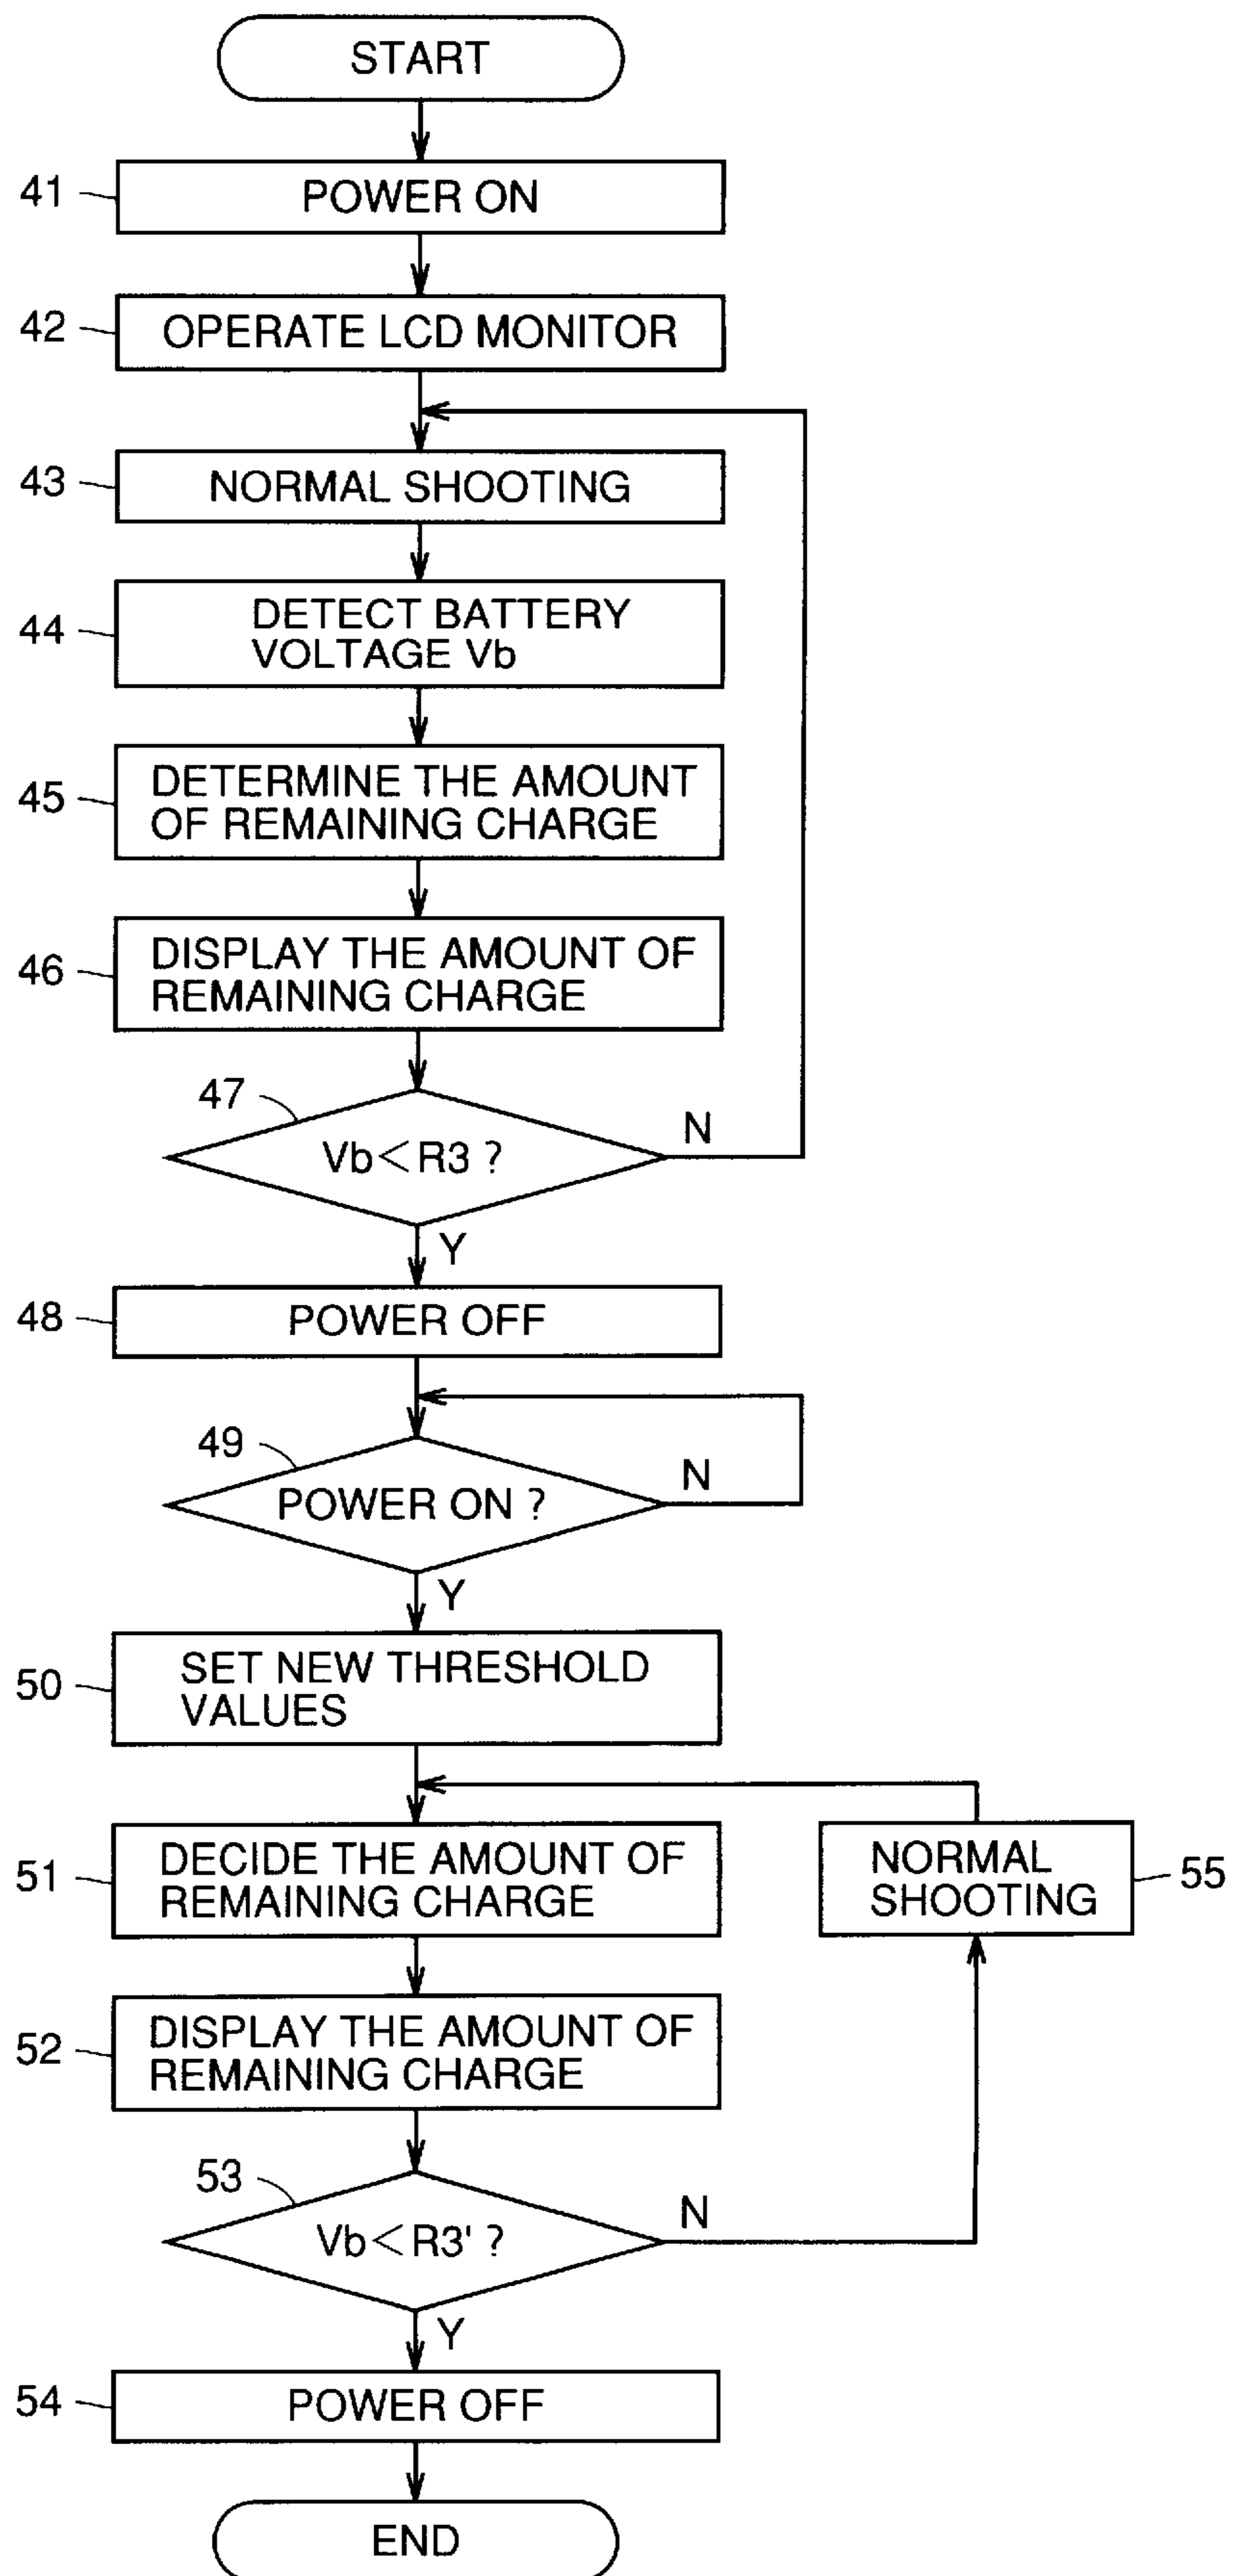 START
41
POWER ON
42
OPERATE LCD MONITOR
43
NORMAL SHOOTING
44
DETECT BATTERY
VOLTAGE Vb
45
DETERMINE THE AMOUNT
OF REMAINING CHARGE
46
DISPLAY THE AMOUNT OF
REMAINING CHARGE
47
Vb<R3 ?
N
Y
48
POWER OFF
49
POWER ON ?
N
Y
50
SET NEW THRESHOLD
VALUES
51
DECIDE THE AMOUNT OF
REMAINING CHARGE
NORMAL
SHOOTING
55
52
DISPLAY THE AMOUNT OF
REMAINING CHARGE
53
Vb<R3' ?
N
Y
54
POWER OFF
END